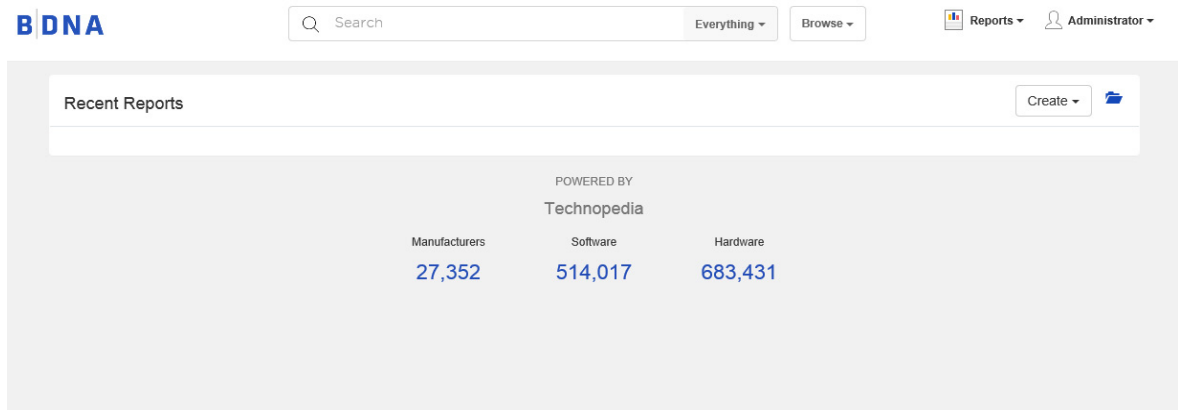 BDNA
Search
Everything
Browse
Reports
Administrator
Recent Reports
Create
POWERED BY
Technopedia
Manufacturers Software Hardware
27,352 514,017 683,431